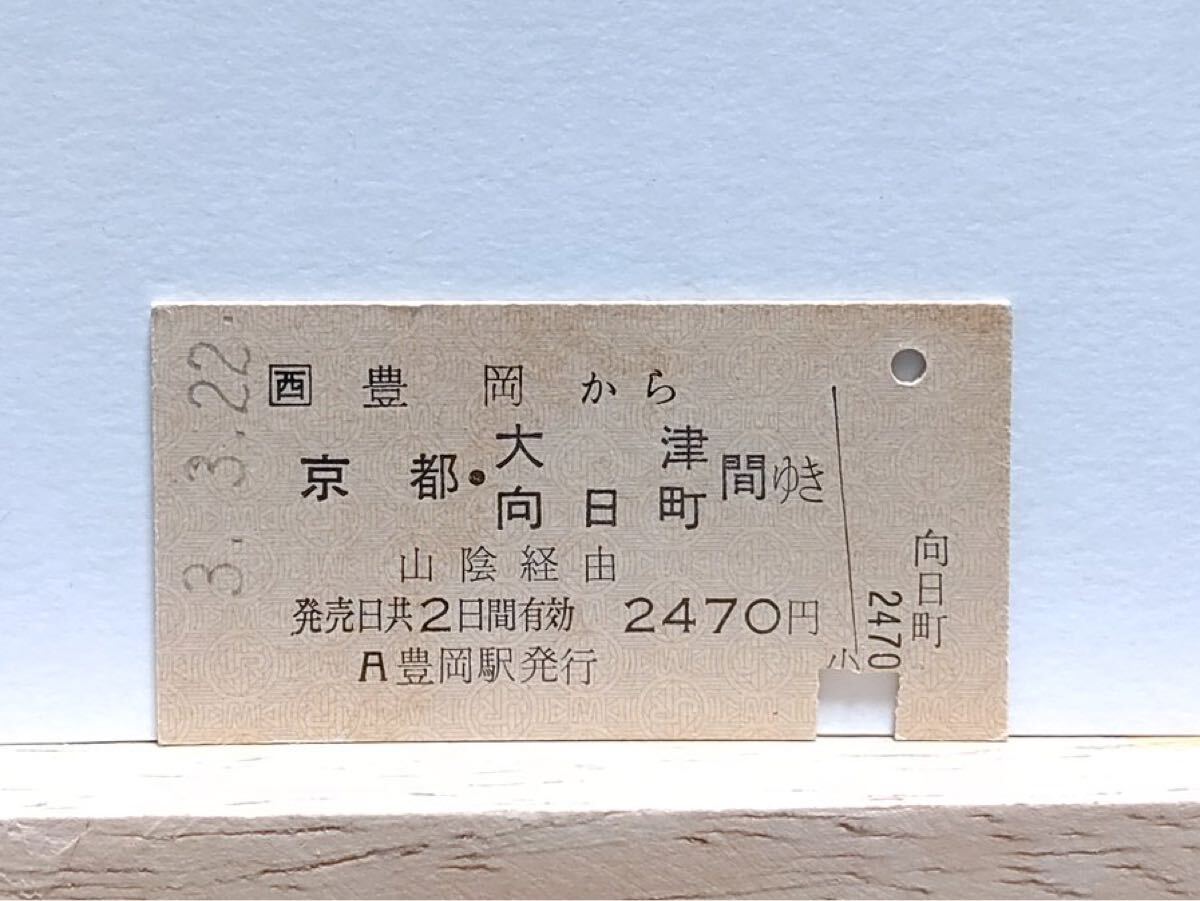 3.-3.22
西 豊岡から
京都・大津
向日町 間ゆき
山陰経由
発売日共2日間有効 2470円
A豊岡駅発行
小
2470
向日町